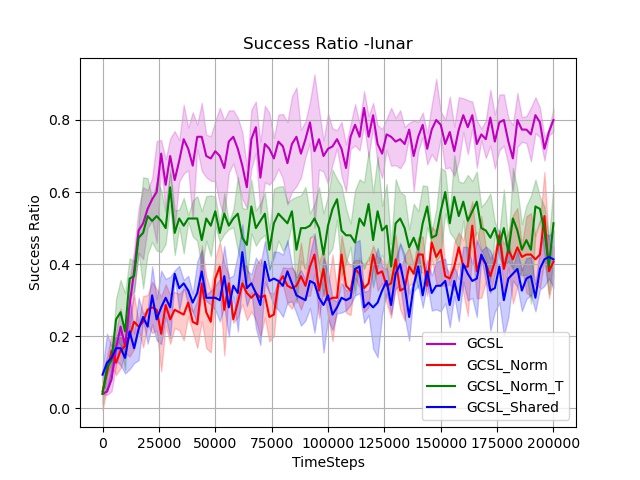 Success Ratio -lunar
Success Ratio
0.8
0.6
0.4
0.2
0.0
0 25000 50000 75000 100000 125000 150000 175000 200000
TimeSteps
GCSL
GCSL_Norm
GCSL_Norm_T
GCSL_Shared